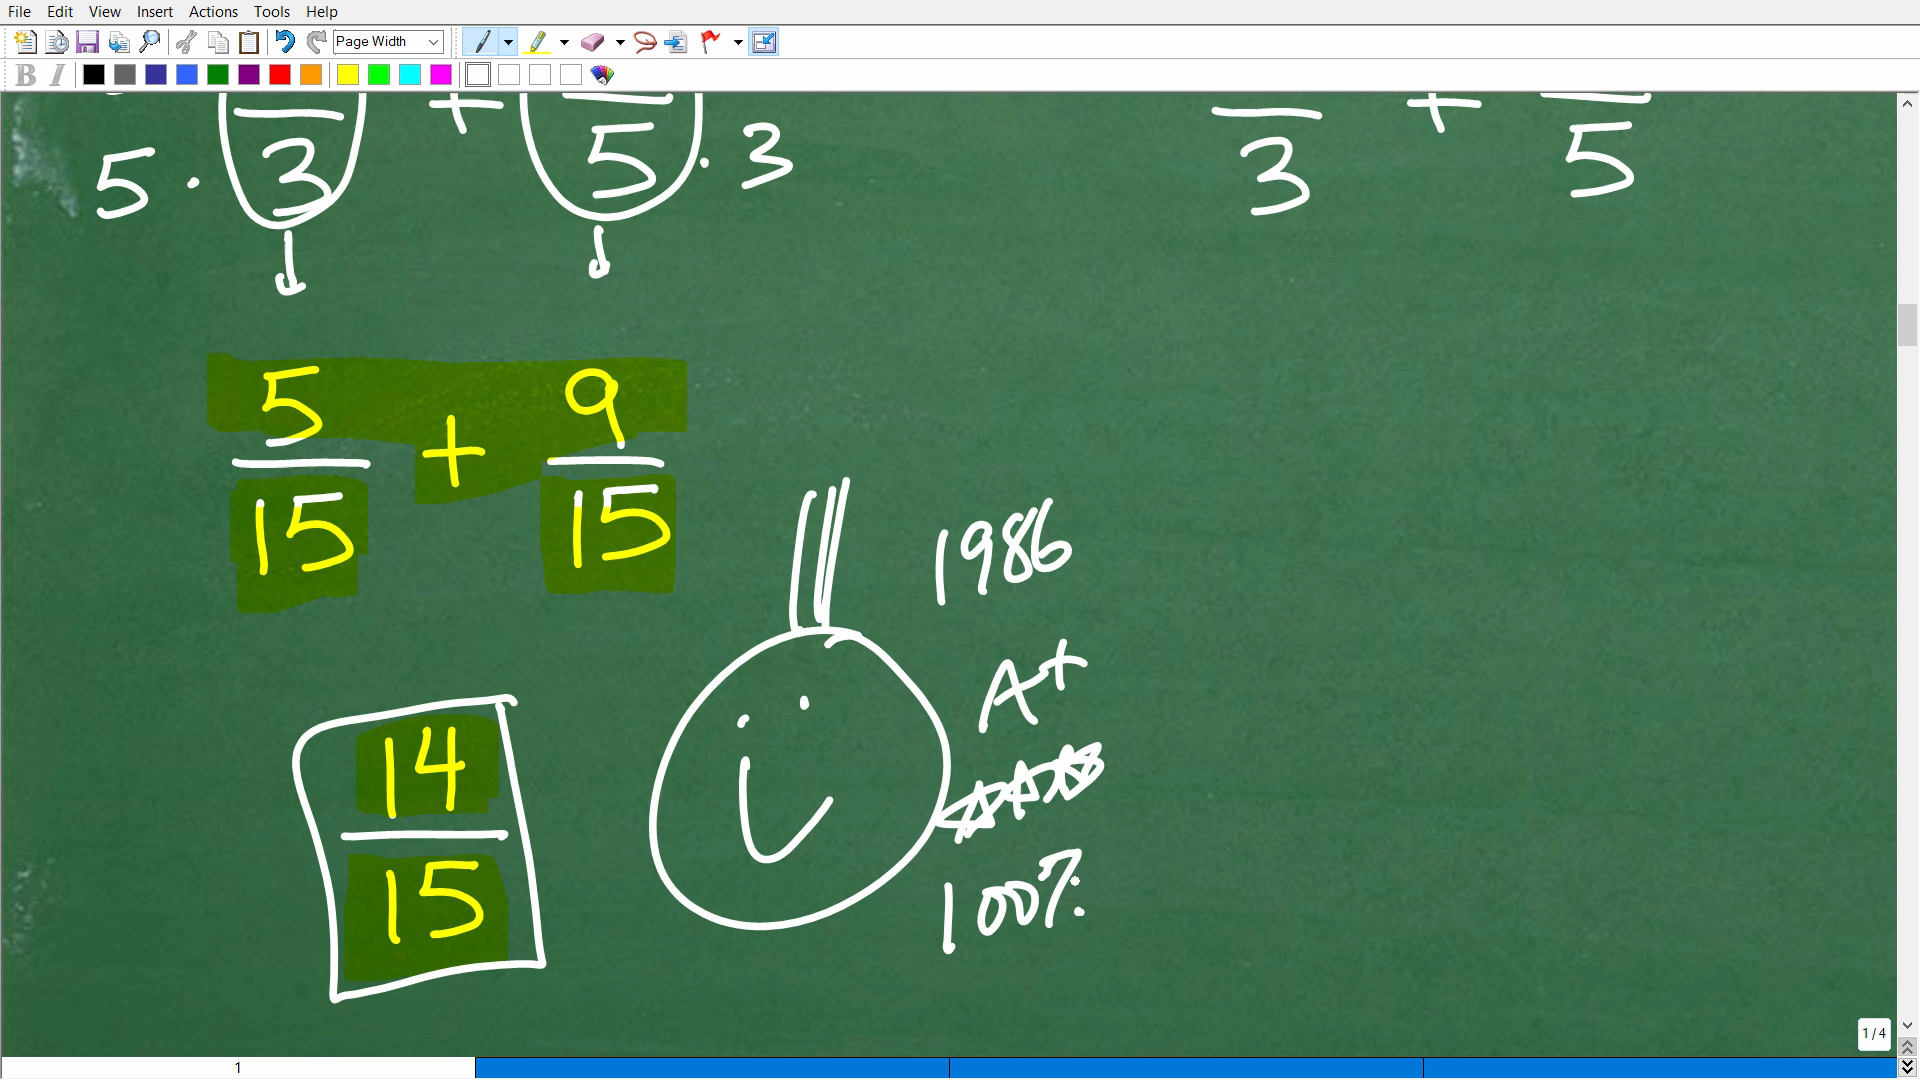 File Edit View Insert Actions Tools Help
Page Width
B I
5 · 3 + 5 · 3
3 + 5
5 + 9
15 15
1986
A+
14
15
100%
1 / 4
1